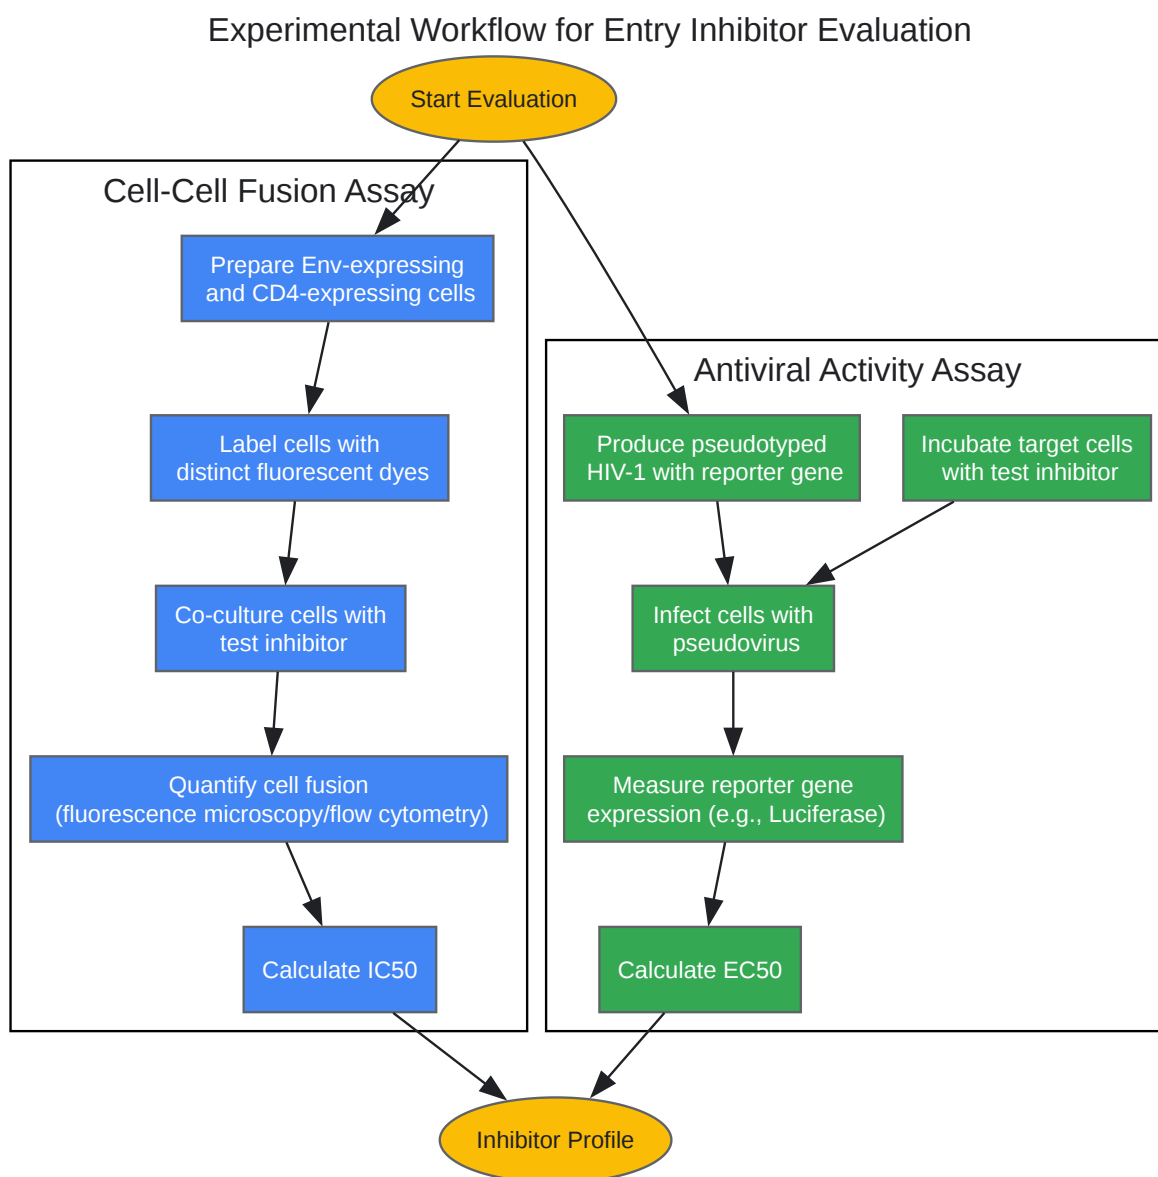 Experimental Workflow for Entry Inhibitor Evaluation
Start Evaluation
Cell-Cell Fusion Assay
Prepare Env-expressing
and CD4-expressing cells
Label cells with
distinct fluorescent dyes
Co-culture cells with
test inhibitor
Quantify cell fusion
(fluorescence microscopy/flow cytometry)
Calculate IC50
Antiviral Activity Assay
Produce pseudotyped
HIV-1 with reporter gene
Incubate target cells
with test inhibitor
Infect cells with
pseudovirus
Measure reporter gene
expression (e.g., Luciferase)
Calculate EC50
Inhibitor Profile